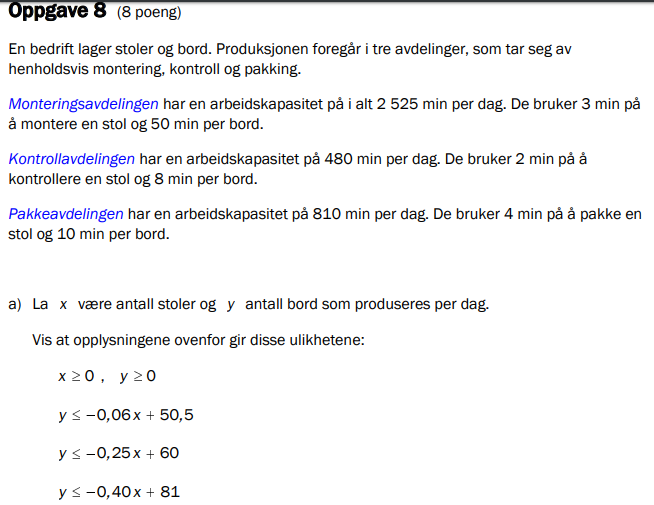 Oppgave 8 (8 poeng)
En bedrift lager stoler og bord. Produksjonen foregår i tre avdelinger, som tar seg av
henholdsvis montering, kontroll og pakking.
Monteringsavdelingen har en arbeidskapasitet på i alt 2 525 min per dag. De bruker 3 min på
å montere en stol og 50 min per bord.
Kontrollavdelingen har en arbeidskapasitet på 480 min per dag. De bruker 2 min på å
kontrollere en stol og 8 min per bord.
Pakkeavdelingen har en arbeidskapasitet på 810 min per dag. De bruker 4 min på å pakke en
stol og 10 min per bord.
a) La x være antall stoler og y antall bord som produseres per dag.
Vis at opplysningene ovenfor gir disse ulikhetene:
x ≥ 0 , y ≥ 0
y ≤ −0,06x + 50,5
y ≤ −0,25x + 60
y ≤ −0,40x + 81